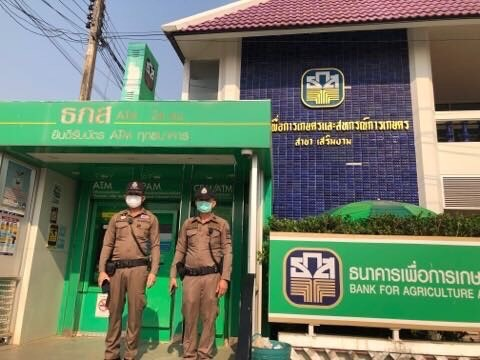 ธกส ATM
ยินดีรับบัตร ATM ทุกธนาคาร
ATM
ATM
เพื่อการเกษตรและสหกรณ์การเกษตร
สาขา เสริมงาม
ธนาคารเพื่อการเกษ
BANK FOR AGRICULTURE A